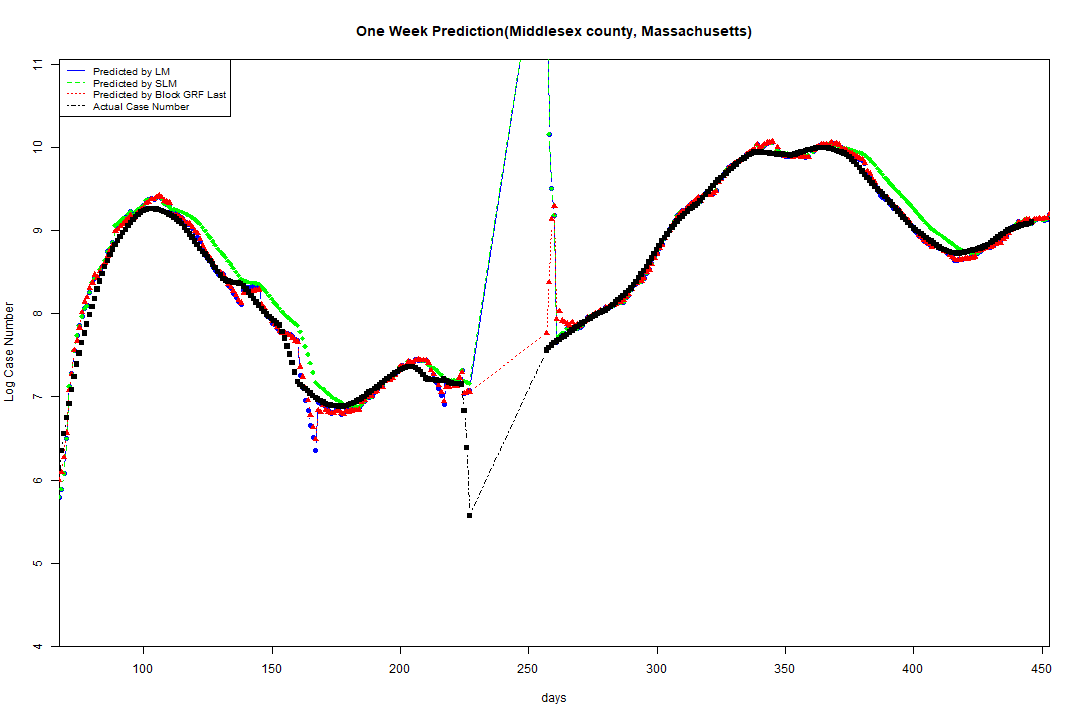 One Week Prediction(Middlesex county, Massachusetts)
Predicted by LM
Predicted by SLM
Predicted by Block GRF Last
Actual Case Number
11
10
9
8
7
6
5
4
Log Case Number
100 150 200 250 300 350 400 450
days